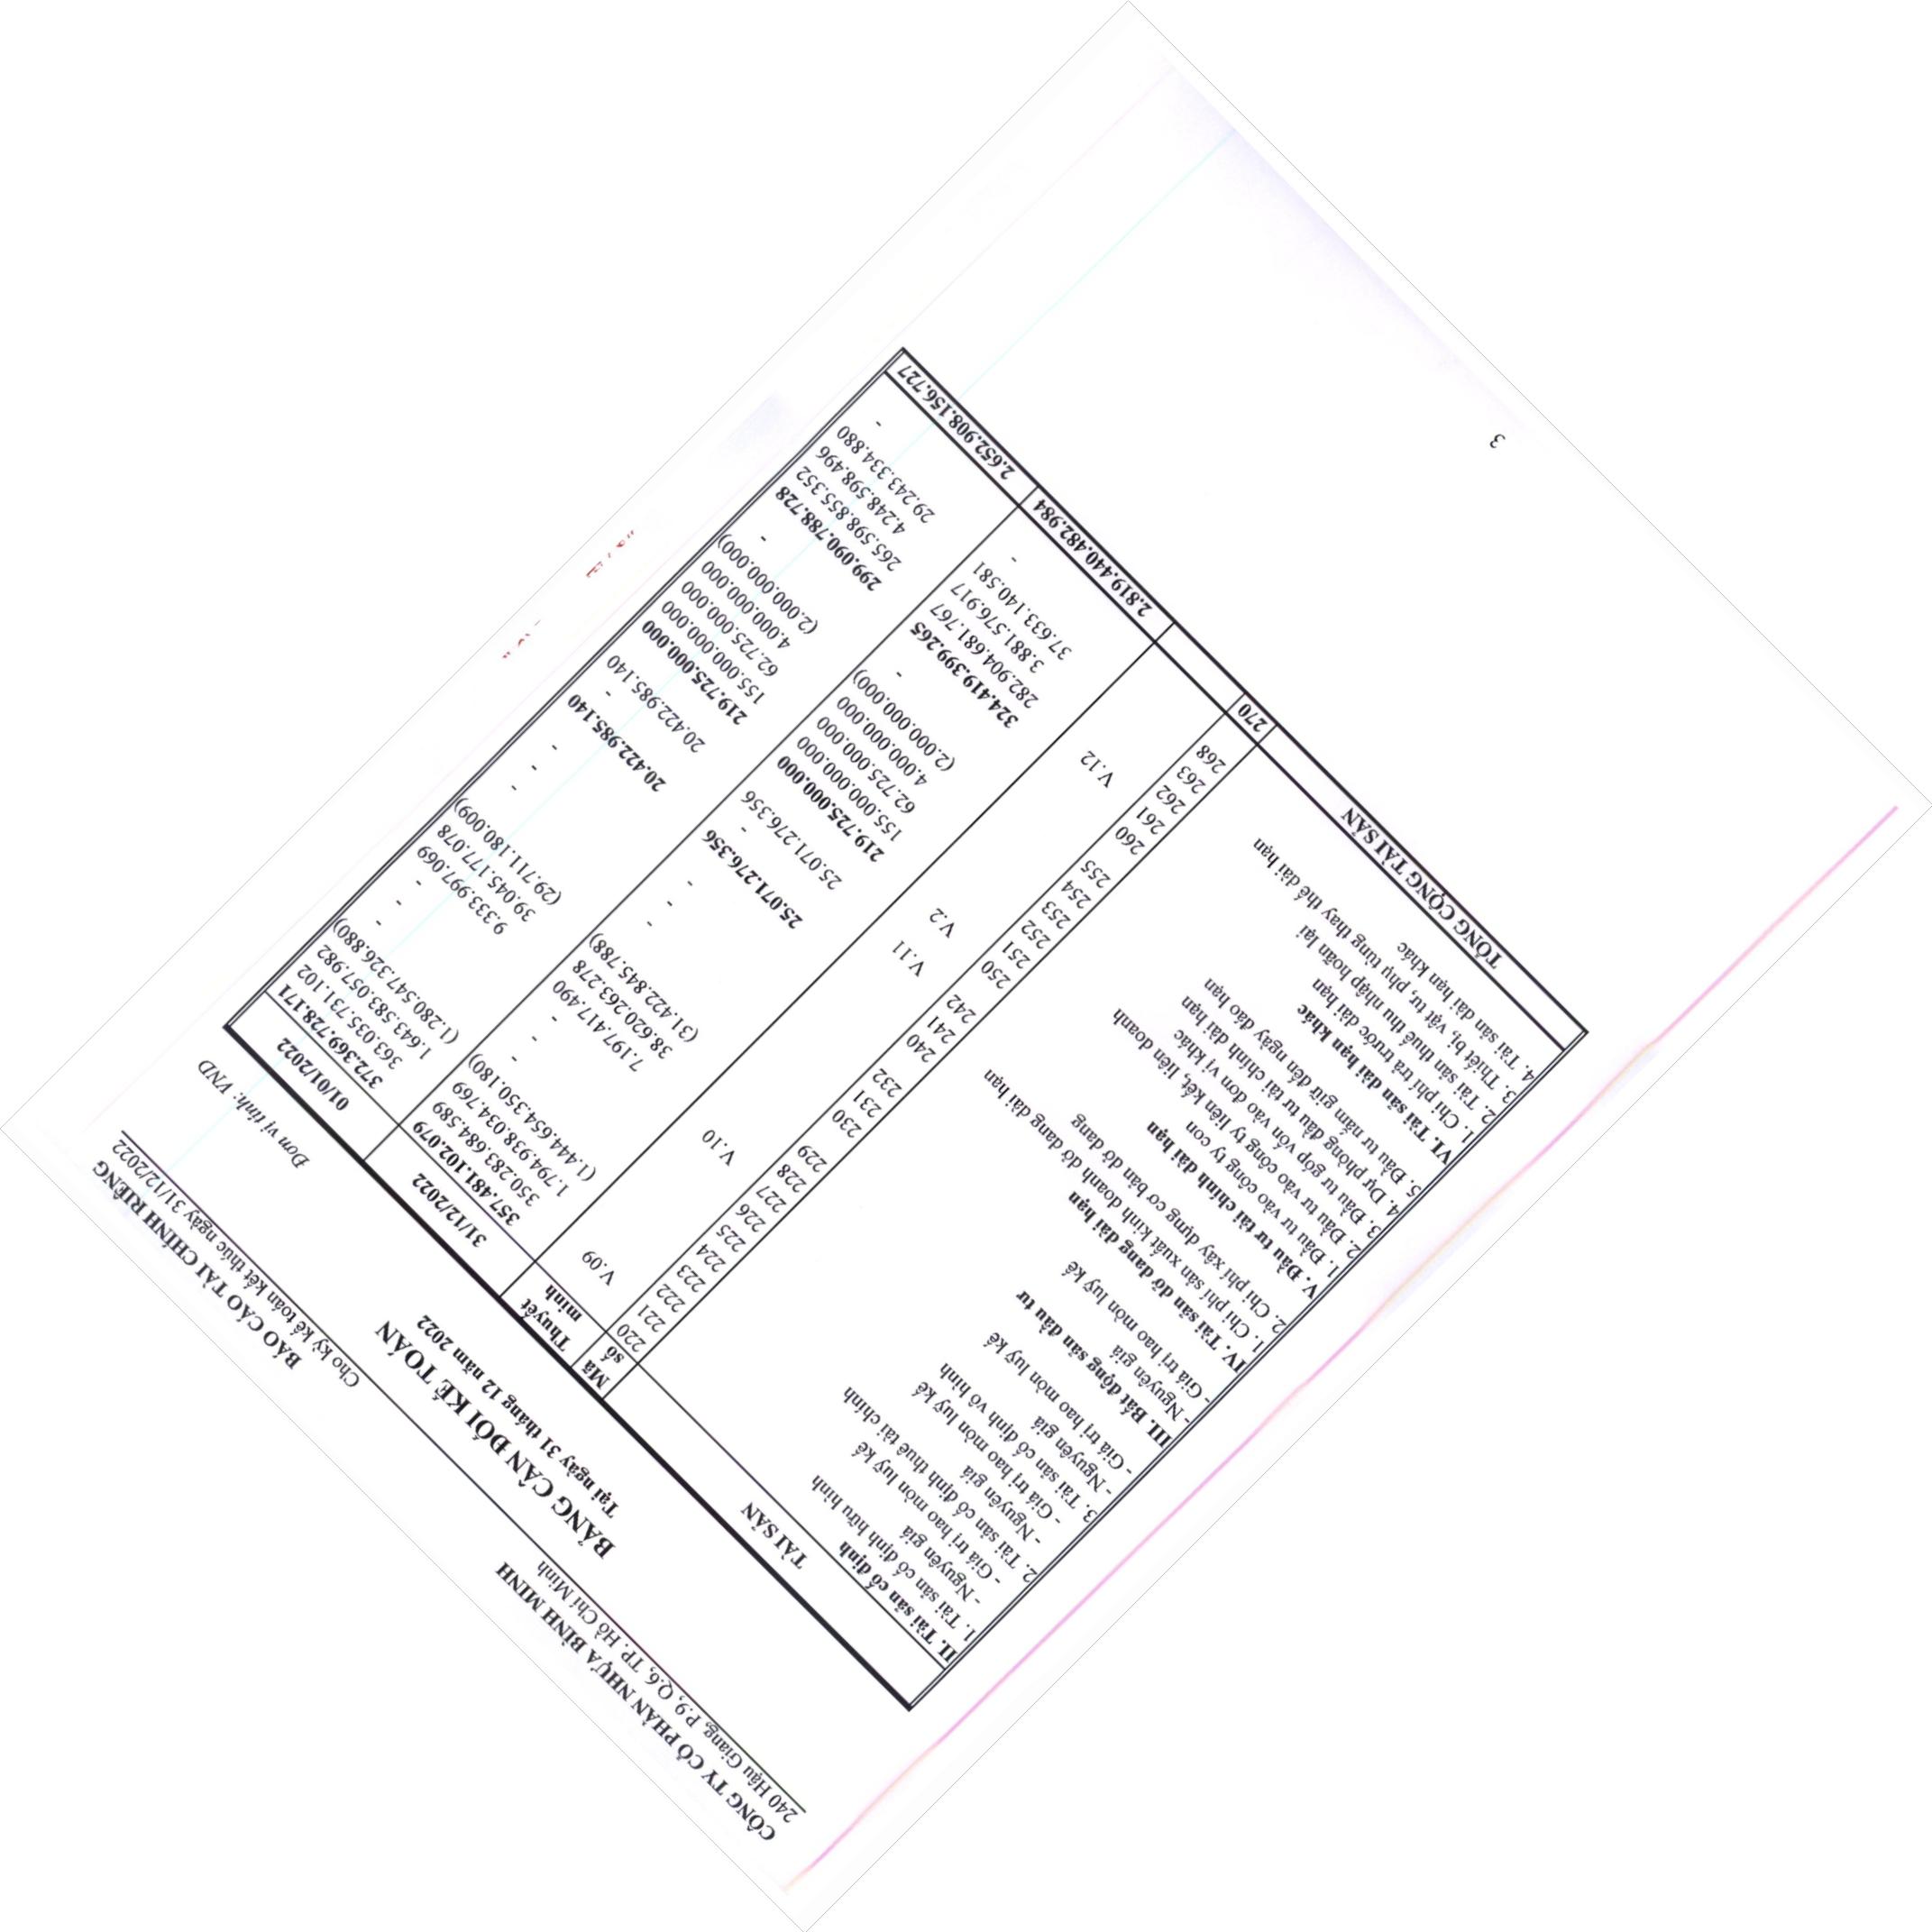 CÔNG TY CỔ PHẦN NHỰA BÌNH MINH BÁO CÁO TÀI CHÍNH RIÊNG
240 Hậu Giang, P.9, Q.6, TP. Hồ Chí Minh Cho kỳ kế toán kết thúc ngày 31/12/2022
BẢNG CÂN ĐỐI KẾ TOÁN
Tại ngày 31 tháng 12 năm 2022
Đơn vị tính: VND
TÀI SẢN Mã số Thuyết minh 31/12/2022 01/01/2022
II. Tài sản cố định 220 357.481.102.079 372.369.728.171
1. Tài sản cố định hữu hình 221 V.09 350.283.684.589 363.035.731.102
- Nguyên giá 222 1.794.938.034.769 1.643.583.057.982
- Giá trị hao mòn luỹ kế 223 (1.444.654.350.180) (1.280.547.326.880)
2. Tài sản cố định thuê tài chính 224 - -
- Nguyên giá 225 - -
- Giá trị hao mòn luỹ kế 226 - -
3. Tài sản cố định vô hình 227 V.10 7.197.417.490 9.333.997.069
- Nguyên giá 228 38.620.263.278 39.045.177.078
- Giá trị hao mòn luỹ kế 229 (31.422.845.788) (29.711.180.009)
III. Bất động sản đầu tư 230 - -
- Nguyên giá 231 - -
- Giá trị hao mòn luỹ kế 232 - -
IV. Tài sản dở dang dài hạn 240 25.071.276.356 20.422.985.140
1. Chi phí sản xuất kinh doanh dở dang dài hạn 241 - -
2. Chi phí xây dựng cơ bản dở dang 242 V.11 25.071.276.356 20.422.985.140
V. Đầu tư tài chính dài hạn 250 V.2 219.725.000.000 219.725.000.000
1. Đầu tư vào công ty con 251 155.000.000.000 155.000.000.000
2. Đầu tư vào công ty liên kết, liên doanh 252 62.725.000.000 62.725.000.000
3. Đầu tư góp vốn vào đơn vị khác 253 4.000.000.000 4.000.000.000
4. Dự phòng đầu tư tài chính dài hạn 254 (2.000.000.000) (2.000.000.000)
5. Đầu tư nắm giữ đến ngày đáo hạn 255 - -
VI. Tài sản dài hạn khác 260 324.419.399.265 299.090.788.728
1. Chi phí trả trước dài hạn 261 V.12 282.904.681.767 265.598.855.352
2. Tài sản thuế thu nhập hoãn lại 262 3.881.576.917 4.248.598.496
3. Thiết bị, vật tư, phụ tùng thay thế dài hạn 263 37.633.140.581 29.243.334.880
4. Tài sản dài hạn khác 268 - -
TỔNG CỘNG TÀI SẢN 270 2.819.440.482.984 2.652.908.156.727
3